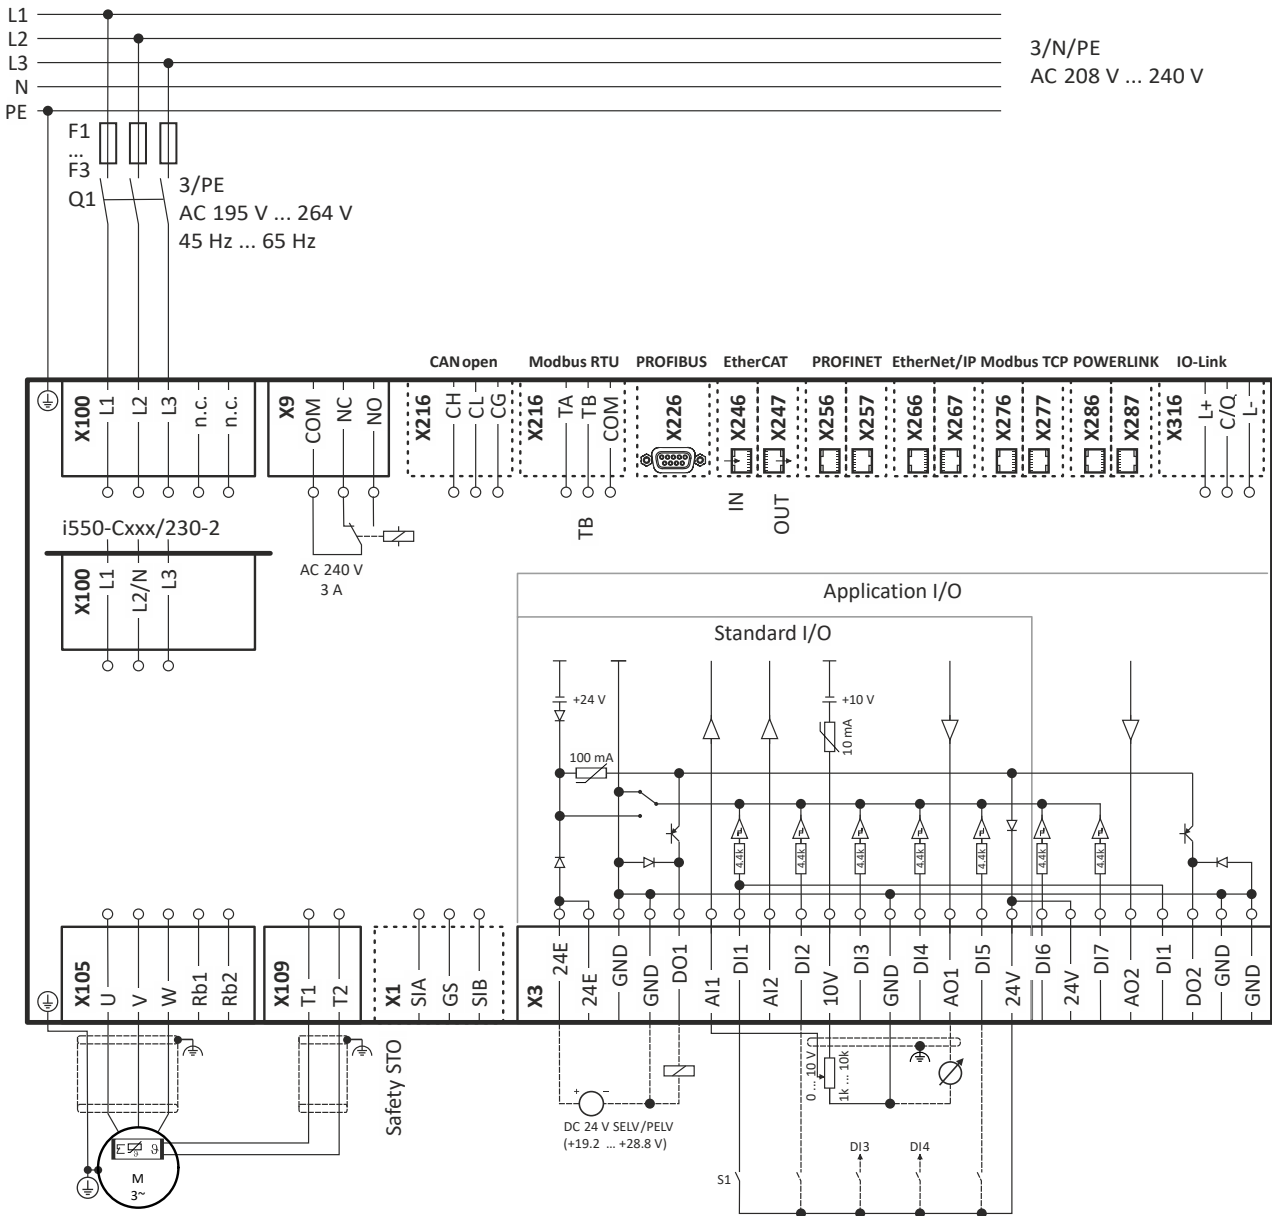 L1
L2
L3
N
PE
3/N/PE
AC 208 V ... 240 V
F1
...
F3
Q1
3/PE
AC 195 V ... 264 V
45 Hz ... 65 Hz
CANopen
Modbus RTU
PROFIBUS
EtherCAT
PROFINET
EtherNet/IP
Modbus TCP
POWERLINK
IO-Link
X100
L1
L2
L3
n.c.
n.c.
X9
COM
NC
NO
X216
CH
CL
CG
X216
TA
TB
COM
X226
X246
X247
X256
X257
X266
X267
X276
X277
X286
X287
X316
L+
C/Q
L-
TB
IN
OUT
i550-Cxxx/230-2
X100
L1
L2/N
L3
AC 240 V
3 A
Application I/O
Standard I/O
+24 V
+10 V
10 mA
100 mA
4.4k
4.4k
4.4k
4.4k
4.4k
4.4k
4.4k
X105
U
V
W
Rb1
Rb2
X109
T1
T2
X1
SIA
GS
SIB
X3
24E
24E
GND
GND
DO1
AI1
DI1
AI2
DI2
10V
DI3
GND
DI4
AO1
DI5
24V
DI6
24V
DI7
AO2
DI1
DO2
GND
GND
Safety STO
0 ... 10 V
1k ... 10k
+
−
DC 24 V SELV/PELV
(+19.2 ... +28.8 V)
DI3
DI4
S1
ϑ
M
3~